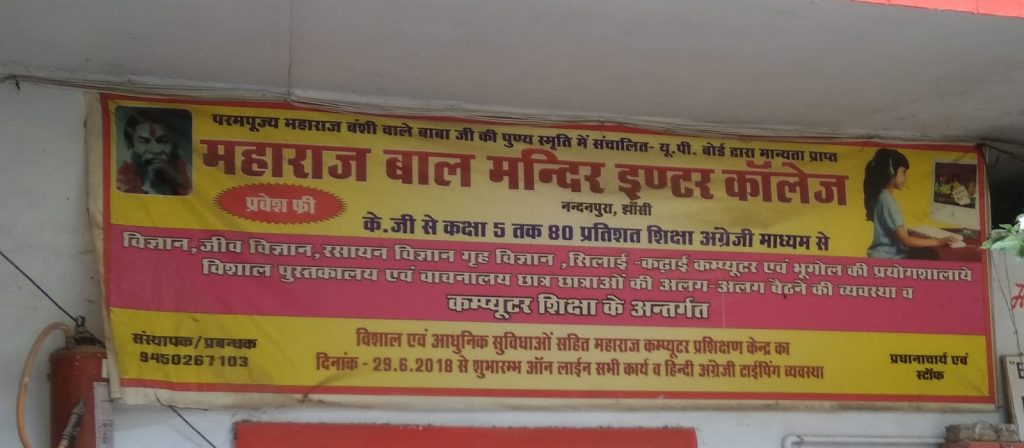 परमपूज्य महाराज बंशी वाले बाबा जी की पुण्य स्मृति में संचालित- यू.पी. बोर्ड द्वारा मान्यता प्राप्त
महाराज बाल मन्दिर इण्टर कॉलेज
प्रवेश फ्री
नन्दनपुरा, झाँसी
के.जी से कक्षा 5 तक 80 प्रतिशत शिक्षा अंग्रेजी माध्यम से
विज्ञान, जीव विज्ञान, रसायन विज्ञान गृह विज्ञान ,सिलाई -कढ़ाई कम्प्यूटर एवं भूगोल की प्रयोगशालाये
विशाल पुस्तकालय एवं वाचनालय छात्र छात्राओं की अलग-अलग बैठने की व्यवस्था व
कम्प्यूटर शिक्षा के अन्तर्गत
संस्थापक/प्रबन्धक
9450267103
विशाल एवं आधुनिक सुविधाओं सहित महाराज कम्प्यूटर प्रशिक्षण केन्द्र का
दिनांक - 29.6.2018 से शुभारम्भ ऑन लाईन सभी कार्य व हिन्दी अंग्रेजी टाईपिंग व्यवस्था
प्रधानाचार्य एवं
स्टॉफ